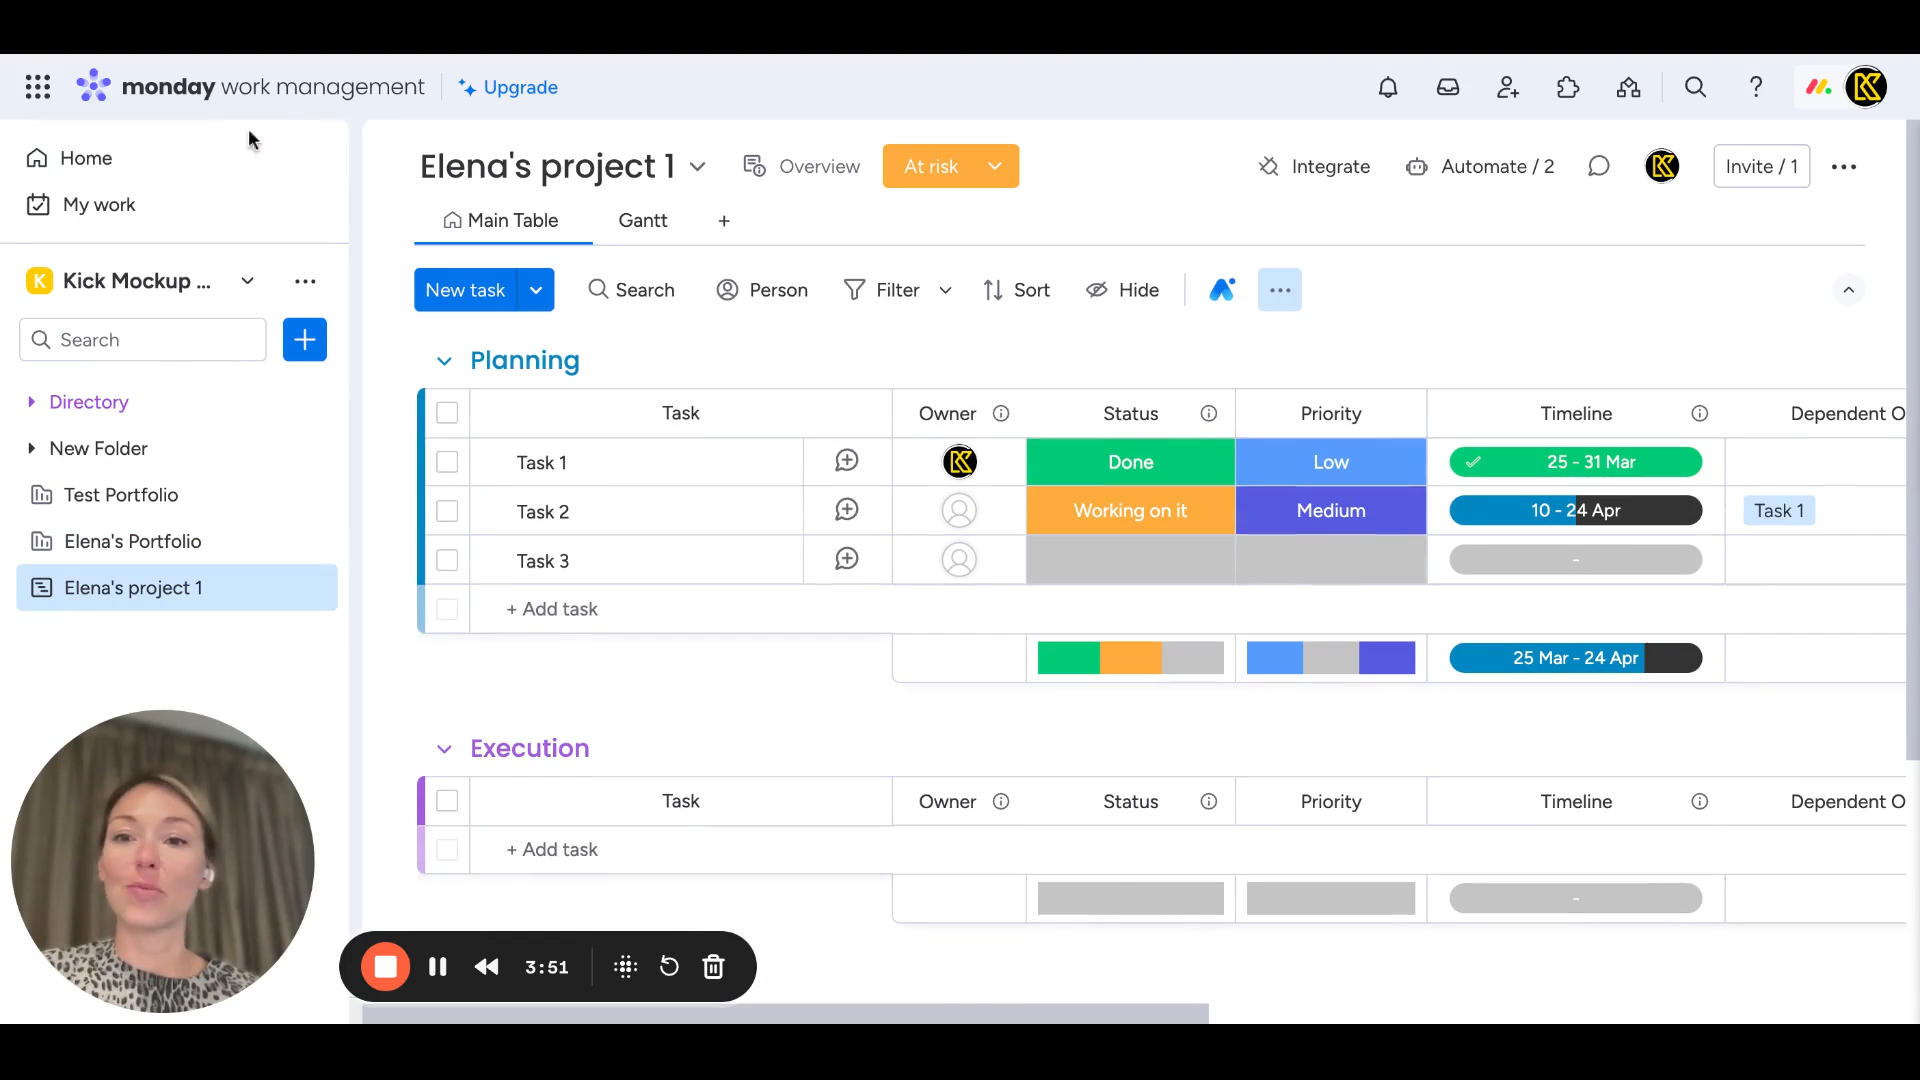 monday work management
Upgrade
Home
My work
K Kick Mockup ...
Search
Directory
New Folder
Test Portfolio
Elena's Portfolio
Elena's project 1
Elena's project 1
Overview
At risk
Integrate
Automate / 2
Invite / 1
Main Table
Gantt
New task
Search
Person
Filter
Sort
Hide
Planning
Task Owner Status Priority Timeline Dependent O
Task 1 Done Low 25 - 31 Mar
Task 2 Working on it Medium 10 - 24 Apr Task 1
Task 3 -
+ Add task
25 Mar - 24 Apr
Execution
Task Owner Status Priority Timeline Dependent O
+ Add task
-
3:51